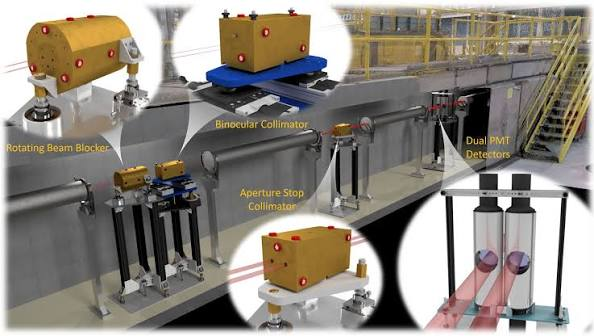 Rotating Beam Blocker
Binocular Collimator
Dual PMT
Detectors
Aperture Stop
Collimator